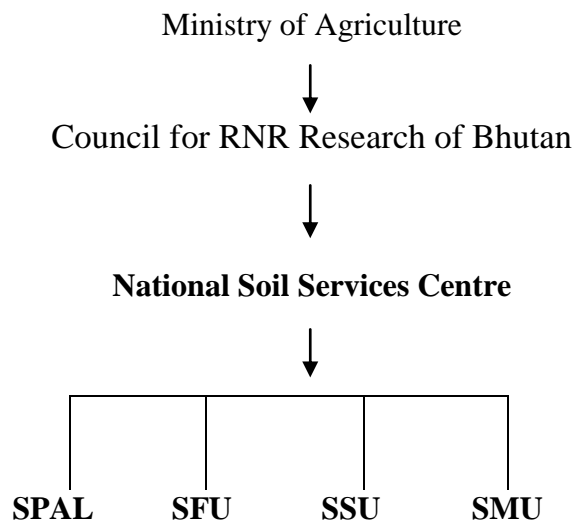 Ministry of Agriculture
Council for RNR Research of Bhutan
National Soil Services Centre
SPAL SFU SSU SMU